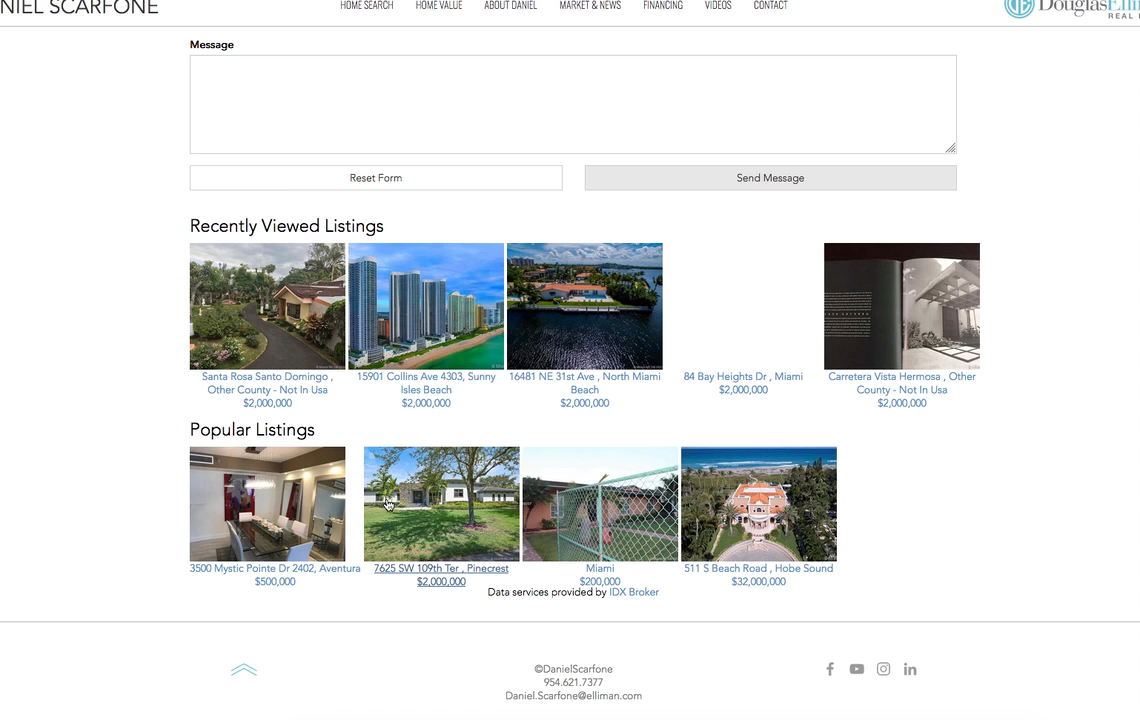 NIEL SCARFONE
HOME SEARCH HOME VALUE ABOUT DANIEL MARKET & NEWS FINANCING VIDEOS CONTACT
DouglasElli
REAL
Message
Reset Form Send Message
Recently Viewed Listings
Santa Rosa Santo Domingo ,
Other County - Not In Usa
$2,000,000
15901 Collins Ave 4303, Sunny
Isles Beach
$2,000,000
16481 NE 31st Ave , North Miami
Beach
$2,000,000
84 Bay Heights Dr , Miami
$2,000,000
Carretera Vista Hermosa , Other
County - Not In Usa
$2,000,000
Popular Listings
3500 Mystic Pointe Dr 2402, Aventura
$500,000
7625 SW 109th Ter , Pinecrest
$2,000,000
Miami
$200,000
511 S Beach Road , Hobe Sound
$32,000,000
Data services provided by IDX Broker
©DanielScarfone
954.621.7377
Daniel.Scarfone@elliman.com